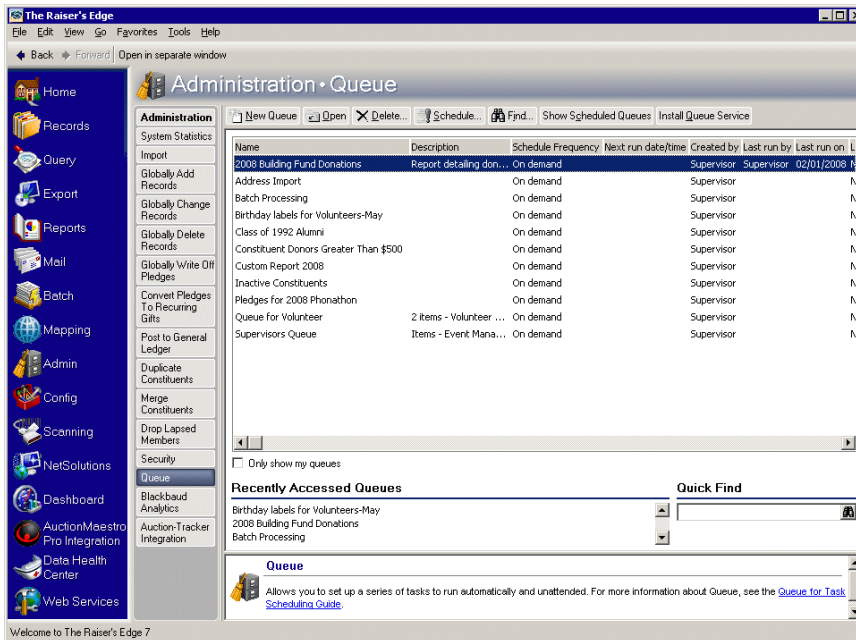 The Raiser's Edge
File Edit View Go Favorites Tools Help
Back Forward Open in separate window
Administration · Queue
Home
Records
Query
Export
Reports
Mail
Batch
Mapping
Admin
Config
Scanning
NetSolutions
Dashboard
AuctionMaestro
Pro Integration
Data Health
Center
Web Services
Administration
System Statistics
Import
Globally Add
Records
Globally Change
Records
Globally Delete
Records
Globally Write Off
Pledges
Convert Pledges
To Recurring
Gifts
Post to General
Ledger
Duplicate
Constituents
Merge
Constituents
Drop Lapsed
Members
Security
Queue
Blackbaud
Analytics
Auction-Tracker
Integration
New Queue Open Delete... Schedule... Find... Show Scheduled Queues Install Queue Service
Name Description Schedule Frequency Next run date/time Created by Last run by Last run on L
2008 Building Fund Donations Report detailing don... On demand Supervisor Supervisor 02/01/2008 N
Address Import On demand Supervisor N
Batch Processing On demand Supervisor N
Birthday labels for Volunteers-May On demand Supervisor N
Class of 1992 Alumni On demand Supervisor N
Constituent Donors Greater Than $500 On demand Supervisor N
Custom Report 2008 On demand Supervisor N
Inactive Constituents On demand Supervisor N
Pledges for 2008 Phonathon On demand Supervisor N
Queue for Volunteer 2 items - Volunteer ... On demand Supervisor N
Supervisors Queue Items - Event Mana... On demand Supervisor N
Only show my queues
Recently Accessed Queues
Birthday labels for Volunteers-May
2008 Building Fund Donations
Batch Processing
Quick Find
Queue
Allows you to set up a series of tasks to run automatically and unattended. For more information about Queue, see the Queue for Task
Scheduling Guide.
Welcome to The Raiser's Edge 7